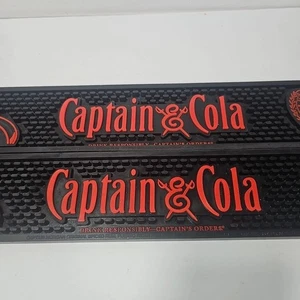 Captain & Cola
DRINK RESPONSIBLY-CAPTAIN'S ORDERS!
Captain & Cola
DRINK RESPONSIBLY-CAPTAIN'S ORDERS!